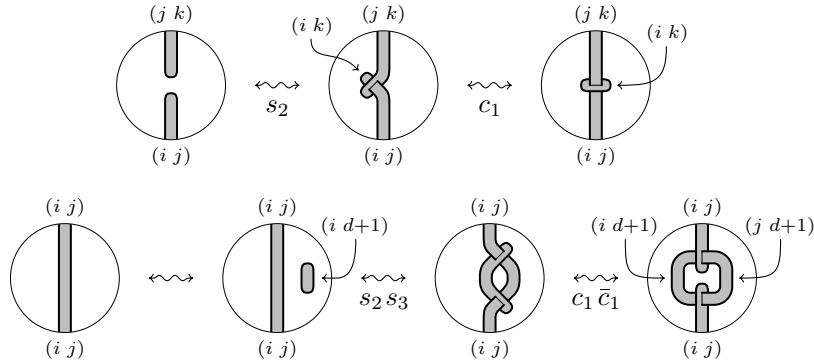 (j k) (j k) (j k)
(i k) (i k)
s₂ c₁
(i j) (i j) (i j)
(i j) (i j) (i j) (i j)
(i d+1) (i d+1) (j d+1)
s₂ s₃ c₁ c̄₁
(i j) (i j) (i j) (i j)